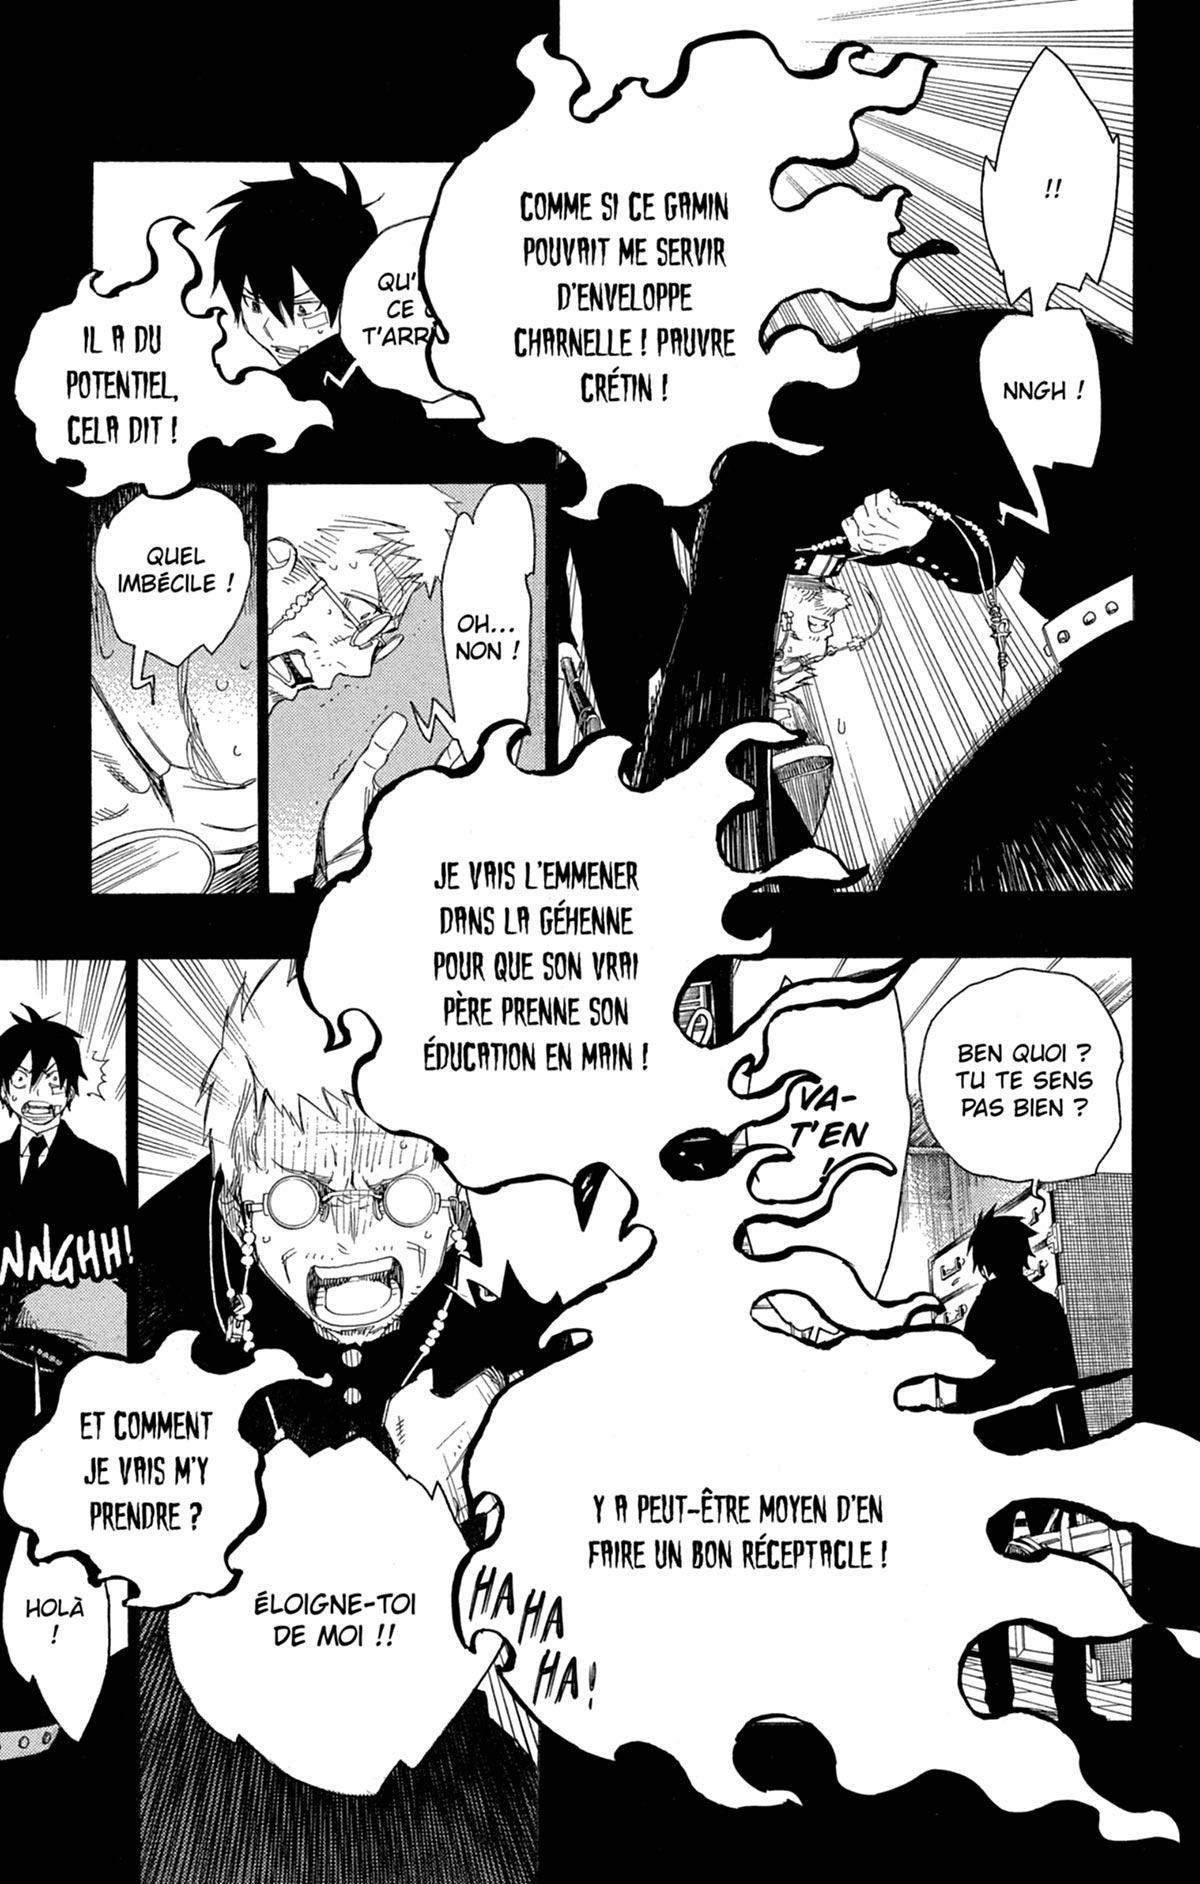 !!
NNGH !
COMME SI CE GAMIN
POUVAIT ME SERVIR
D'ENVELOPPE
CHARNELLE ! PAUVRE
CRÉTIN !
CE
IL A DU
POTENTIEL,
CELA DIT !
OH...
NON !
QUEL
IMBÉCILE !
BEN QUOI ?
TU TE SENS
PAS BIEN ?
VA-
T'EN
!
JE VAIS L'EMMENER
DANS LA GÉHENNE
POUR QUE SON VRAI
PÈRE PRENNE SON
ÉDUCATION EN MAIN !
Y A PEUT-ÊTRE MOYEN D'EN
FAIRE UN BON RÉCEPTACLE !
HA
HA
HA !
ÉLOIGNE-TOI
DE MOI !!
NNGHH!
ET COMMENT
JE VAIS M'Y
PRENDRE ?
HOLÀ
!